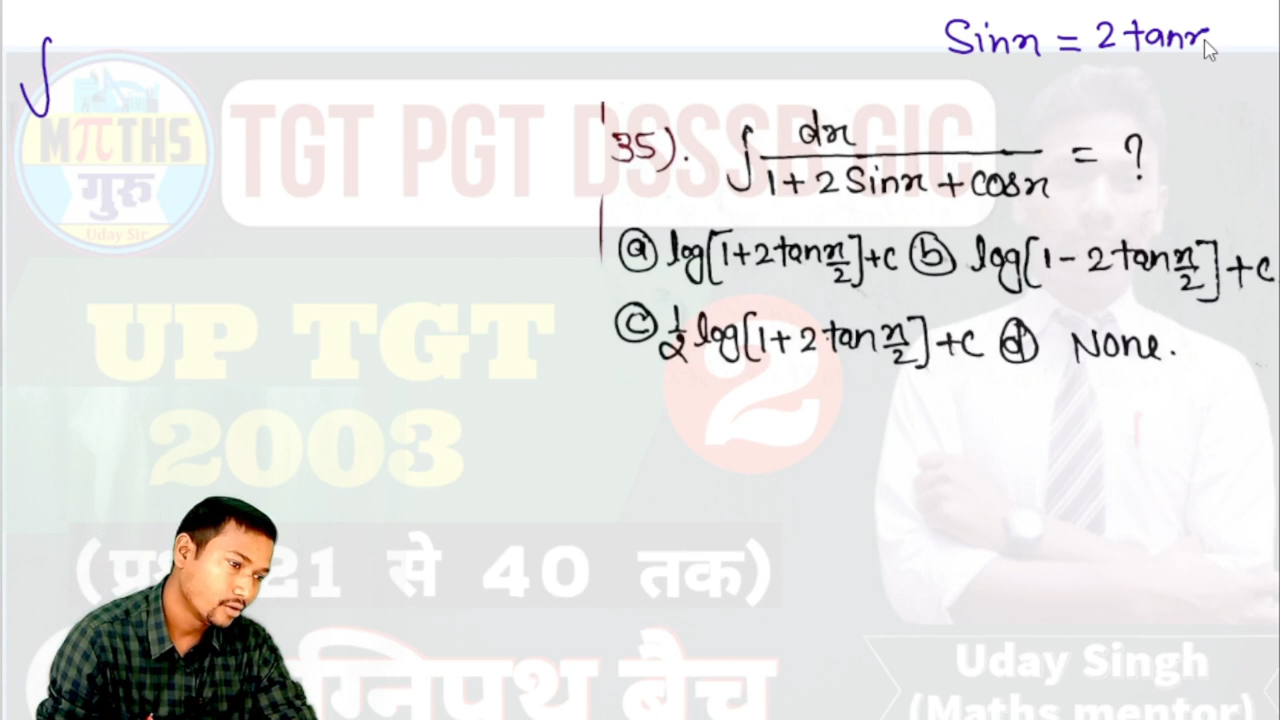 ∫
Sinx = 2 tanx
MπTHS
गुरु
Uday Sir
TGT PGT DSSSB GIC
35). ∫ dx / (1 + 2 Sinx + cosx) = ?
(a) log[1+2tan x/2]+c (b) log[1-2tan x/2]+c
(c) 1/2 log[1+2tan x/2]+c (d) None.
UP TGT
2003
2
21 से 40 तक)
बैच
Uday Singh
(Maths mentor)